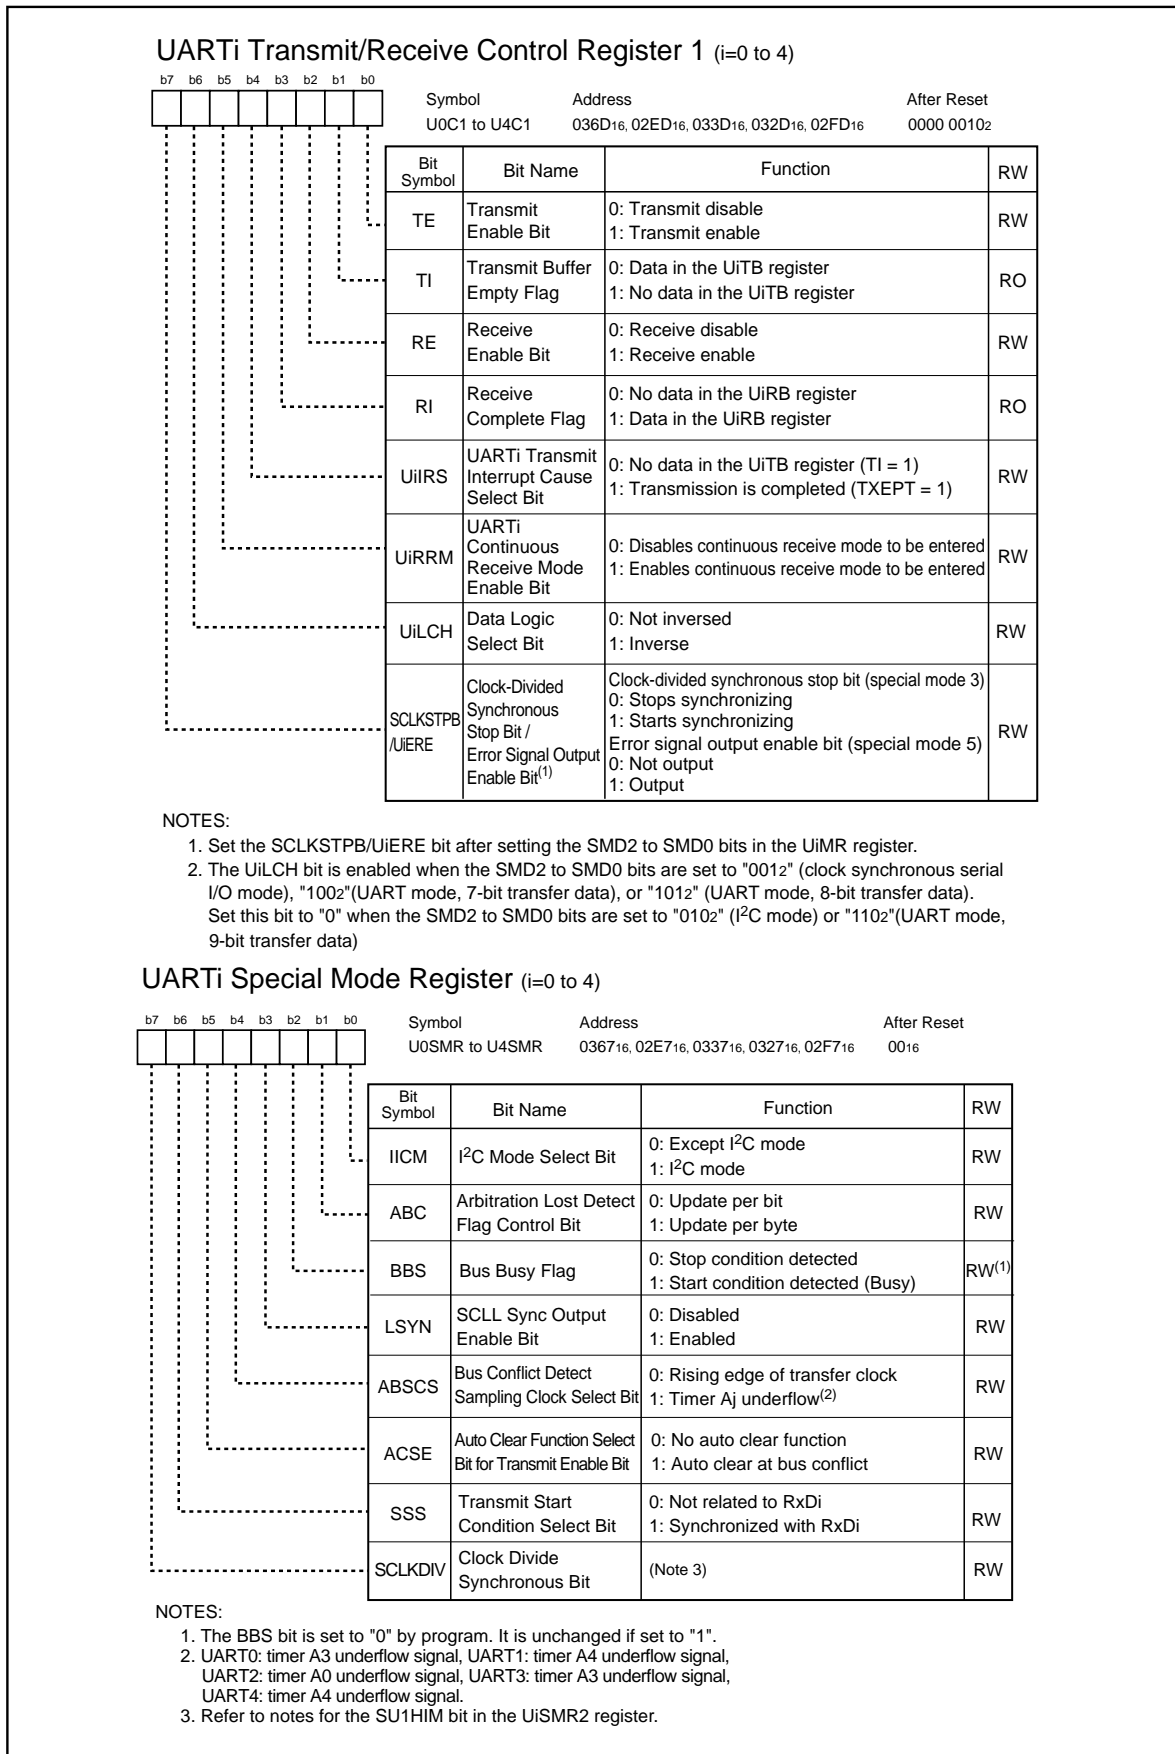 UARTi Transmit/Receive Control Register 1 (i=0 to 4)
b7 b6 b5 b4 b3 b2 b1 b0
Symbol Address After Reset
U0C1 to U4C1 036D16, 02ED16, 033D16, 032D16, 02FD16 0000 00102
Bit Symbol Bit Name Function RW
TE Transmit Enable Bit 0: Transmit disable 1: Transmit enable RW
TI Transmit Buffer Empty Flag 0: Data in the UiTB register 1: No data in the UiTB register RO
RE Receive Enable Bit 0: Receive disable 1: Receive enable RW
RI Receive Complete Flag 0: No data in the UiRB register 1: Data in the UiRB register RO
UiIRS UARTi Transmit Interrupt Cause Select Bit 0: No data in the UiTB register (TI = 1) 1: Transmission is completed (TXEPT = 1) RW
UiRRM UARTi Continuous Receive Mode Enable Bit 0: Disables continuous receive mode to be entered 1: Enables continuous receive mode to be entered RW
UiLCH Data Logic Select Bit 0: Not inversed 1: Inverse RW
SCLKSTPB /UiERE Clock-Divided Synchronous Stop Bit / Error Signal Output Enable Bit(1) Clock-divided synchronous stop bit (special mode 3) 0: Stops synchronizing 1: Starts synchronizing Error signal output enable bit (special mode 5) 0: Not output 1: Output RW
NOTES:
1. Set the SCLKSTPB/UiERE bit after setting the SMD2 to SMD0 bits in the UiMR register.
2. The UiLCH bit is enabled when the SMD2 to SMD0 bits are set to "0012" (clock synchronous serial
I/O mode), "1002"(UART mode, 7-bit transfer data), or "1012" (UART mode, 8-bit transfer data).
Set this bit to "0" when the SMD2 to SMD0 bits are set to "0102" (I2C mode) or "1102"(UART mode,
9-bit transfer data)
UARTi Special Mode Register (i=0 to 4)
b7 b6 b5 b4 b3 b2 b1 b0
Symbol Address After Reset
U0SMR to U4SMR 036716, 02E716, 033716, 032716, 02F716 0016
Bit Symbol Bit Name Function RW
IICM I2C Mode Select Bit 0: Except I2C mode 1: I2C mode RW
ABC Arbitration Lost Detect Flag Control Bit 0: Update per bit 1: Update per byte RW
BBS Bus Busy Flag 0: Stop condition detected 1: Start condition detected (Busy) RW(1)
LSYN SCLL Sync Output Enable Bit 0: Disabled 1: Enabled RW
ABSCS Bus Conflict Detect Sampling Clock Select Bit 0: Rising edge of transfer clock 1: Timer Aj underflow(2) RW
ACSE Auto Clear Function Select Bit for Transmit Enable Bit 0: No auto clear function 1: Auto clear at bus conflict RW
SSS Transmit Start Condition Select Bit 0: Not related to RxDi 1: Synchronized with RxDi RW
SCLKDIV Clock Divide Synchronous Bit (Note 3) RW
NOTES:
1. The BBS bit is set to "0" by program. It is unchanged if set to "1".
2. UART0: timer A3 underflow signal, UART1: timer A4 underflow signal,
UART2: timer A0 underflow signal, UART3: timer A3 underflow signal,
UART4: timer A4 underflow signal.
3. Refer to notes for the SU1HIM bit in the UiSMR2 register.